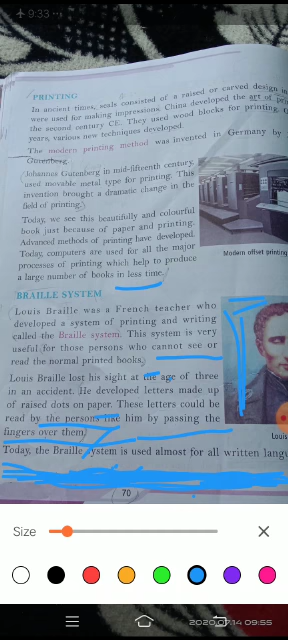 9:33
PRINTING
In ancient times, seals consisted of a raised or carved design
were used for making impressions. China developed the art of
the second century CE. They used wood blocks for printing.
years, various new techniques developed.
The modern printing method was invented in Germany by
Gutenberg.
Johannes Gutenberg in mid-fifteenth century,
used movable metal type for printing. This
invention brought a dramatic change in the
field of printing.
Today, we see this beautifully and colourful
book just because of paper and printing.
Advanced methods of printing have developed.
Today, computers are used for all the major
processes of printing which help to produce
a large number of books in less time.
Modern offset printing
BRAILLE SYSTEM
Louis Braille was a French teacher who
developed a system of printing and writing
called the Braille system. This system is very
useful for those persons who cannot see or
read the normal printed books.
Louis Braille lost his sight at the age of three
in an accident. He developed letters made up
of raised dots on paper. These letters could be
read by the persons like him by passing the
fingers over them.
Louis
Today, the Braille system is used almost for all written
70
Size
2020.07.14 09:55